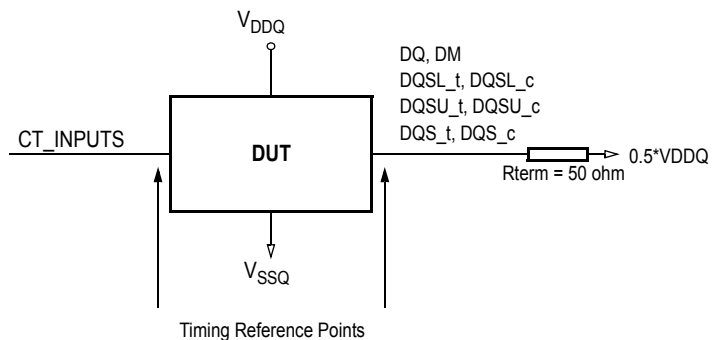 VDDQ
DQ, DM
DQSL_t, DQSL_c
DQSU_t, DQSU_c
DQS_t, DQS_c
CT_INPUTS
DUT
0.5*VDDQ
Rterm = 50 ohm
VSSQ
Timing Reference Points